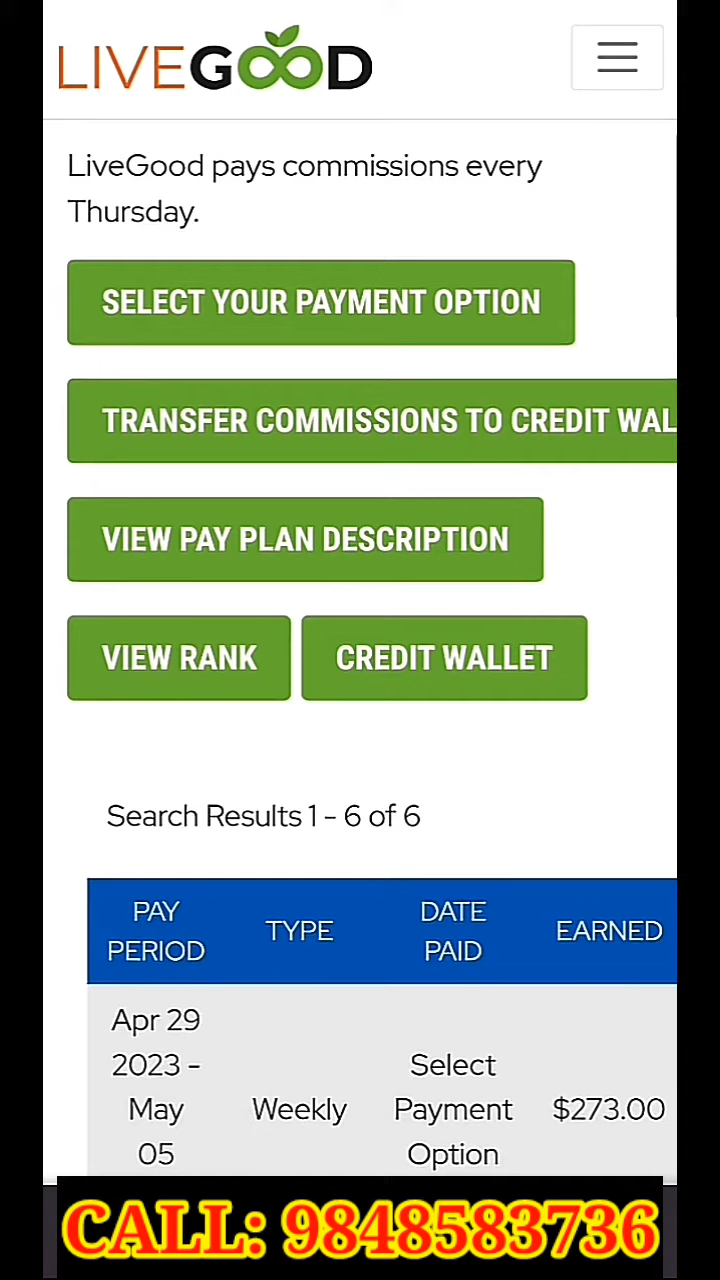 LIVEGOOD
LiveGood pays commissions every
Thursday.
SELECT YOUR PAYMENT OPTION
TRANSFER COMMISSIONS TO CREDIT WAL
VIEW PAY PLAN DESCRIPTION
VIEW RANK CREDIT WALLET
Search Results 1 - 6 of 6
PAY PERIOD TYPE DATE PAID EARNED
Apr 29
2023 -
May
05
Weekly
Select
Payment
Option
$273.00
CALL: 9848583736